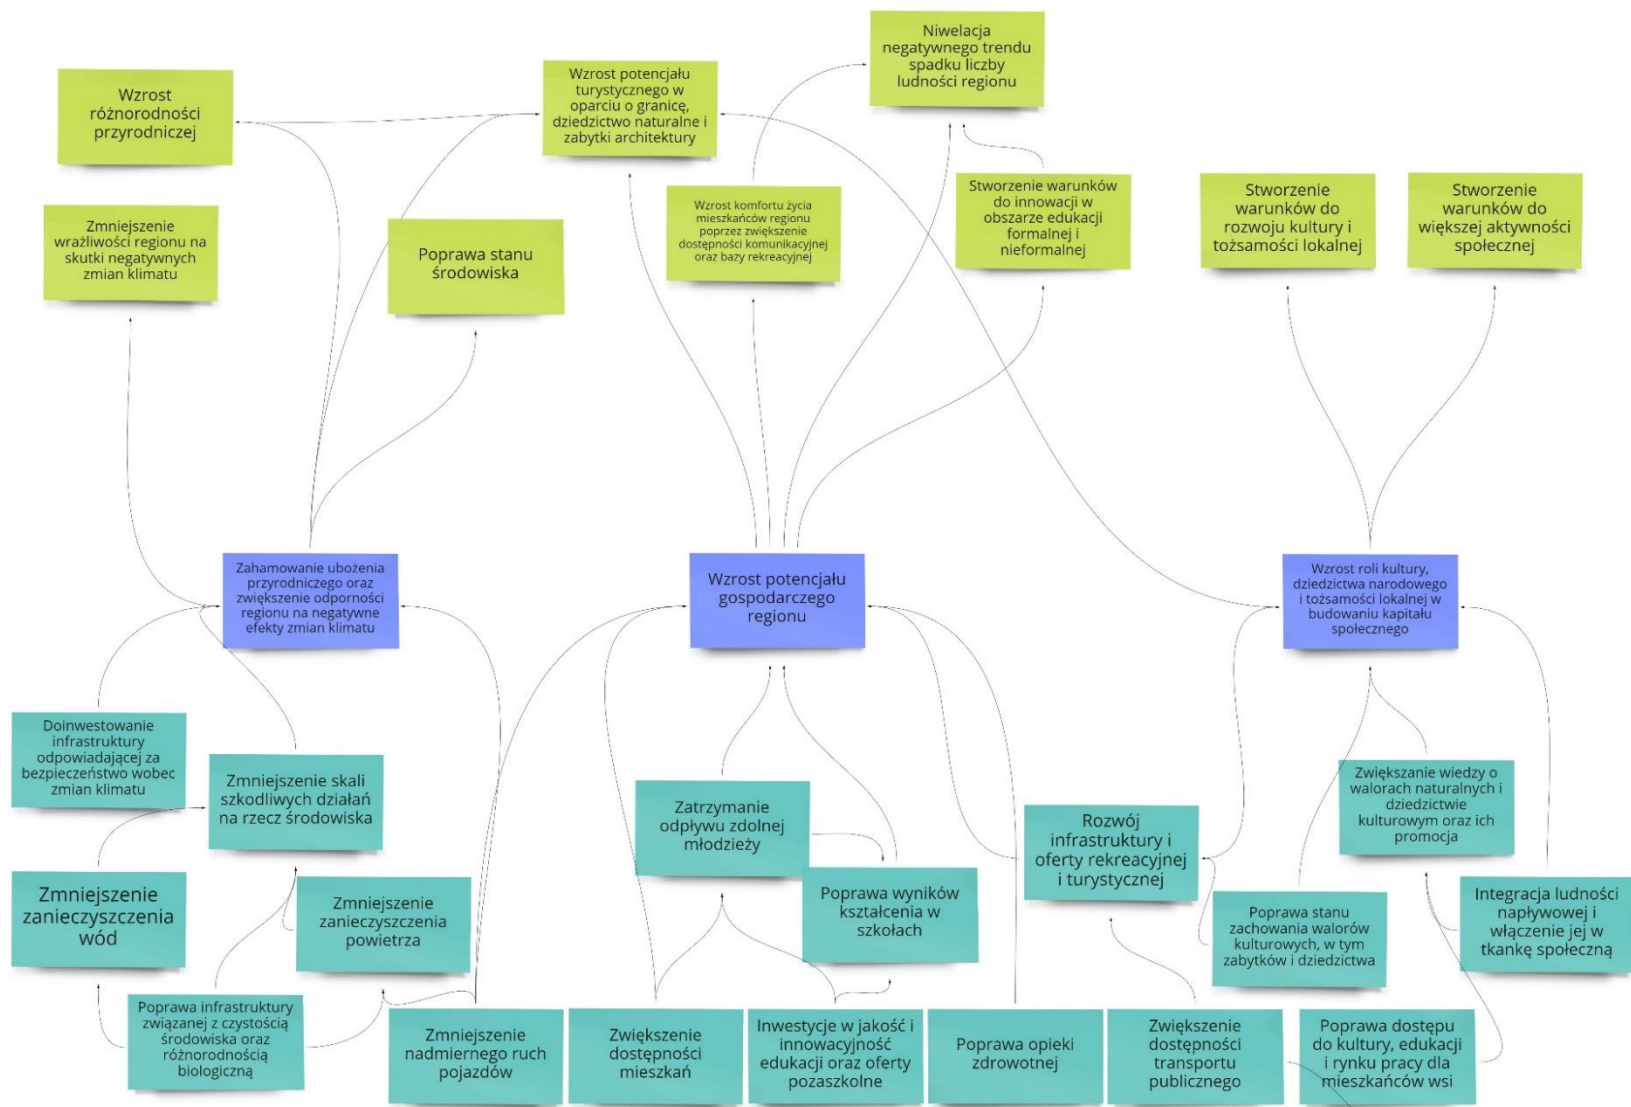 Niwelacja
negatywnego trendu
spadku liczby
ludności regionu
Wzrost
różnorodności
przyrodniczej
Wzrost potencjału
turystycznego w
oparciu o granicę,
dziedzictwo naturalne i
zabytki architektury
Zmniejszenie
wrażliwości regionu na
skutki negatywnych
zmian klimatu
Poprawa stanu
środowiska
Wzrost komfortu życia
mieszkańców regionu
poprzez zwiększenie
dostępności komunikacyjnej
oraz bazy rekreacyjnej
Stworzenie warunków
do innowacji w
obszarze edukacji
formalnej i
nieformalnej
Stworzenie
warunków do
rozwoju kultury i
tożsamości lokalnej
Stworzenie
warunków do
większej aktywności
społecznej
Zahamowanie ubożenia
przyrodniczego oraz
zwiększenie odporności
regionu na negatywne
efekty zmian klimatu
Wzrost potencjału
gospodarczego
regionu
Wzrost roli kultury,
dziedzictwa narodowego
i tożsamości lokalnej w
budowaniu kapitału
społecznego
Doinwestowanie
infrastruktury
odpowiadającej za
bezpieczeństwo wobec
zmian klimatu
Zmniejszenie skali
szkodliwych działań
na rzecz środowiska
Zatrzymanie
odpływu zdolnej
młodzieży
Rozwój
infrastruktury i
oferty rekreacyjnej
i turystycznej
Zwiększanie wiedzy o
walorach naturalnych i
dziedzictwie
kulturowym oraz ich
promocja
Zmniejszenie
zanieczyszczenia
wód
Zmniejszenie
zanieczyszczenia
powietrza
Poprawa wyników
kształcenia w
szkołach
Poprawa stanu
zachowania walorów
kulturowych, w tym
zabytków i dziedzictwa
Integracja ludności
napływowej i
włączenie jej w
tkankę społeczną
Poprawa infrastruktury
związanej z czystością
środowiska oraz
różnorodnością
biologiczną
Zmniejszenie
nadmiernego ruch
pojazdów
Zwiększenie
dostępności
mieszkań
Inwestycje w jakość i
innowacyjność
edukacji oraz oferty
pozaszkolne
Poprawa opieki
zdrowotnej
Zwiększenie
dostępności
transportu
publicznego
Poprawa dostępu
do kultury, edukacji
i rynku pracy dla
mieszkańców wsi